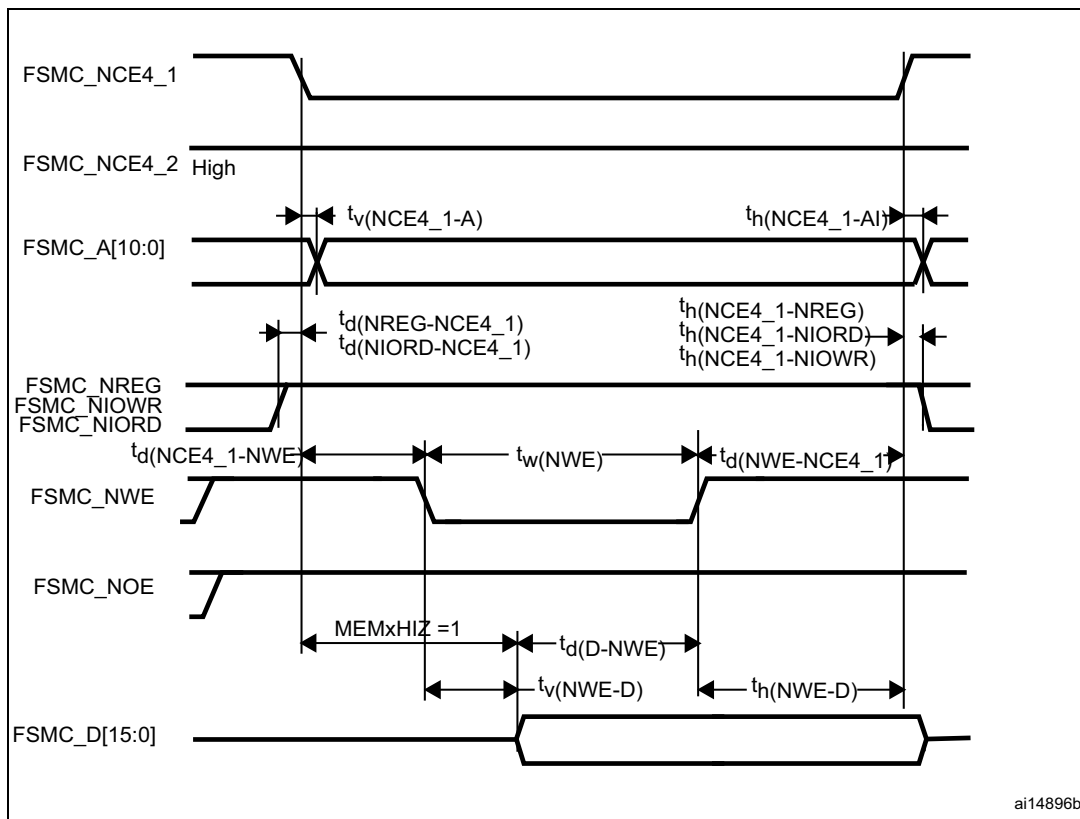 FSMC_NCE4_1
FSMC_NCE4_2 High
tv(NCE4_1-A)
th(NCE4_1-AI)
FSMC_A[10:0]
td(NREG-NCE4_1)
td(NIORD-NCE4_1)
th(NCE4_1-NREG)
th(NCE4_1-NIORD)
th(NCE4_1-NIOWR)
FSMC_NREG
FSMC_NIOWR
FSMC_NIORD
td(NCE4_1-NWE)
tw(NWE)
td(NWE-NCE4_1)
FSMC_NWE
FSMC_NOE
MEMxHIZ =1
td(D-NWE)
tv(NWE-D)
th(NWE-D)
FSMC_D[15:0]
ai14896b